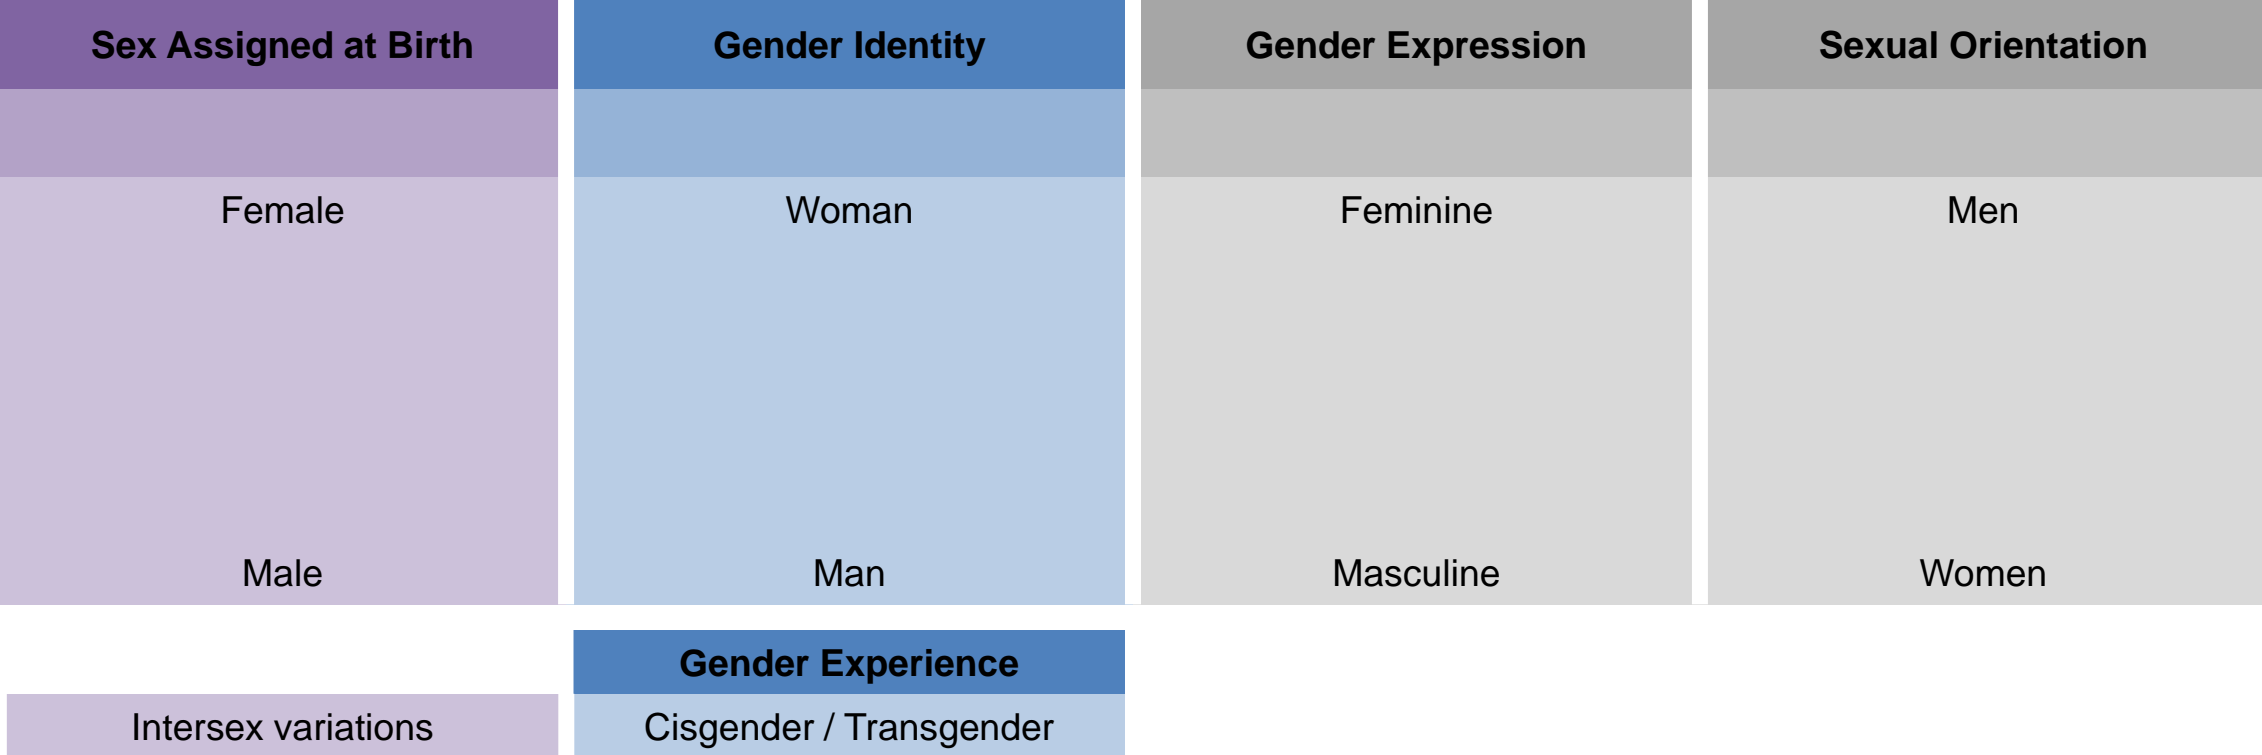 Sex Assigned at Birth
Gender Identity
Gender Expression
Sexual Orientation
Female
Woman
Feminine
Men
Male
Man
Masculine
Women
Gender Experience
Intersex variations
Cisgender / Transgender